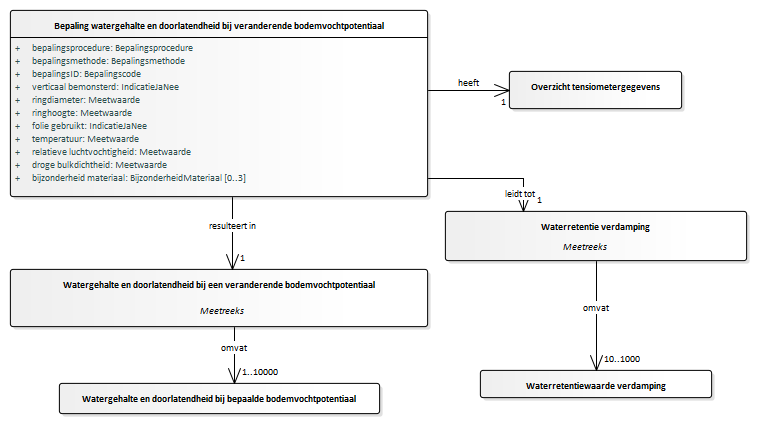 Bepaling watergehalte en doorlatendheid bij veranderende bodemvochtpotentiaal
+ bepalingsprocedure: Bepalingsprocedure
+ bepalingsmethode: Bepalingsmethode
+ bepalingsID: Bepalingscode
+ verticaal bemonsterd: IndicatieJaNee
+ ringdiameter: Meetwaarde
+ ringhoogte: Meetwaarde
+ folie gebruikt: IndicatieJaNee
+ temperatuur: Meetwaarde
+ relatieve luchtvochtigheid: Meetwaarde
+ droge bulkdichtheid: Meetwaarde
+ bijzonderheid materiaal: BijzonderheidMateriaal [0..3]
heeft
1
Overzicht tensiometergegevens
leidt tot
1
Waterretentie verdamping
Meetreeks
resulteert in
1
Watergehalte en doorlatendheid bij een veranderende bodemvochtpotentiaal
Meetreeks
omvat
10..1000
Waterretentiewaarde verdamping
omvat
1..10000
Watergehalte en doorlatendheid bij bepaalde bodemvochtpotentiaal